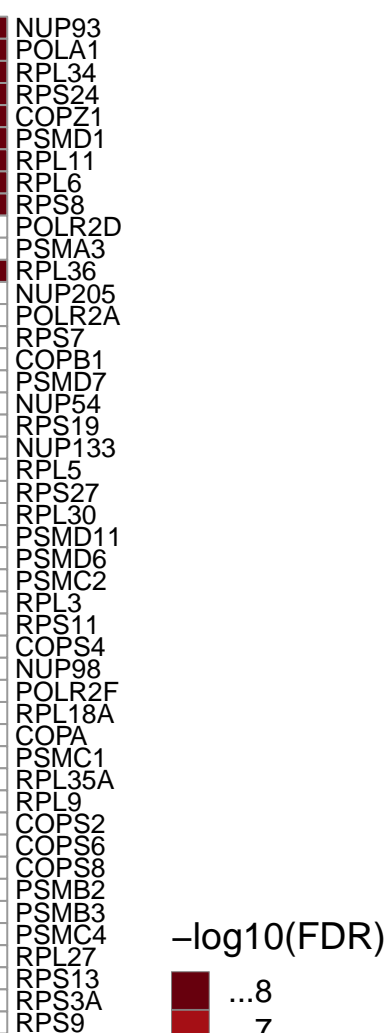 NUP93
POLA1
RPL34
RPS24
COPZ1
PSMD1
RPL11
RPL6
RPS8
POLR2D
PSMA3
RPL36
NUP205
POLR2A
RPS7
COPB1
PSMD7
NUP54
RPS19
NUP133
RPL5
RPS27
RPL30
PSMD11
PSMD6
PSMC2
RPL3
RPS11
COPS4
NUP98
POLR2F
RPL18A
COPA
PSMC1
RPL35A
RPL9
COPS2
COPS6
COPS8
PSMB2
PSMB3
PSMC4
RPL27
RPS13
RPS3A
RPS9
−log10(FDR)
...8
...7